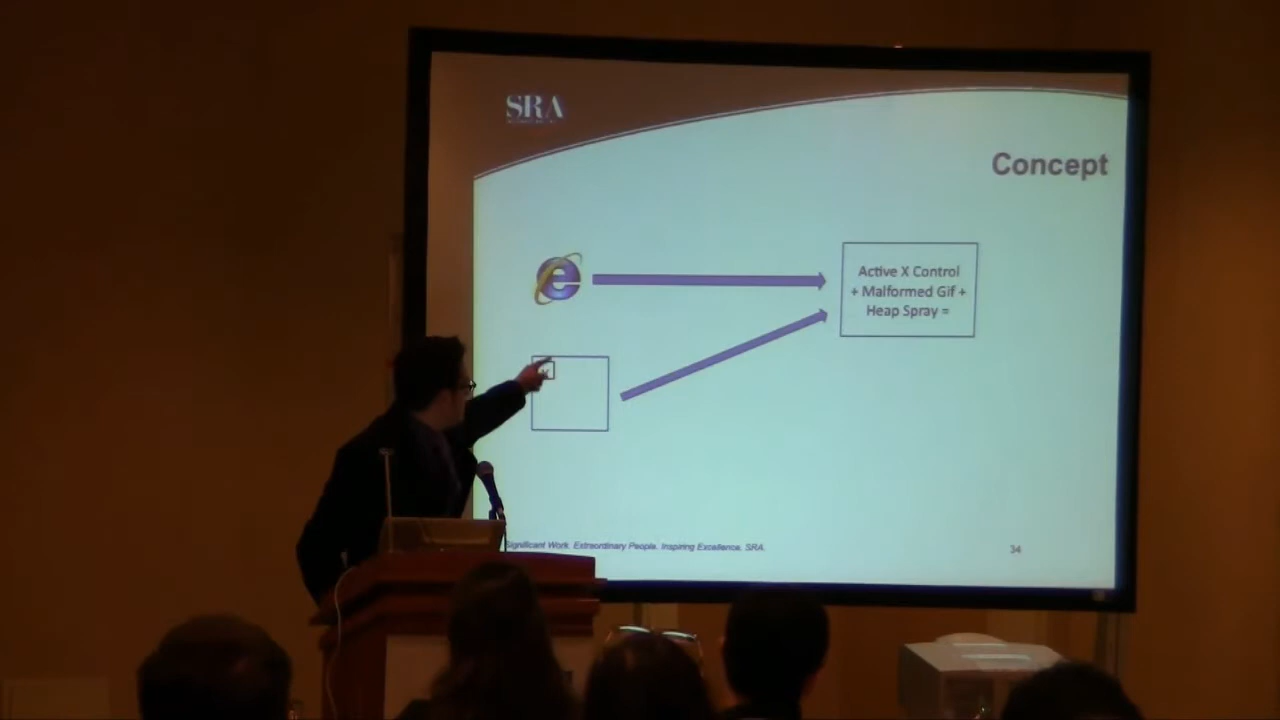 SRA
Concept
Active X Control
+ Malformed Gif +
Heap Spray =
Significant Work. Extraordinary People. Inspiring Excellence. SRA.
34